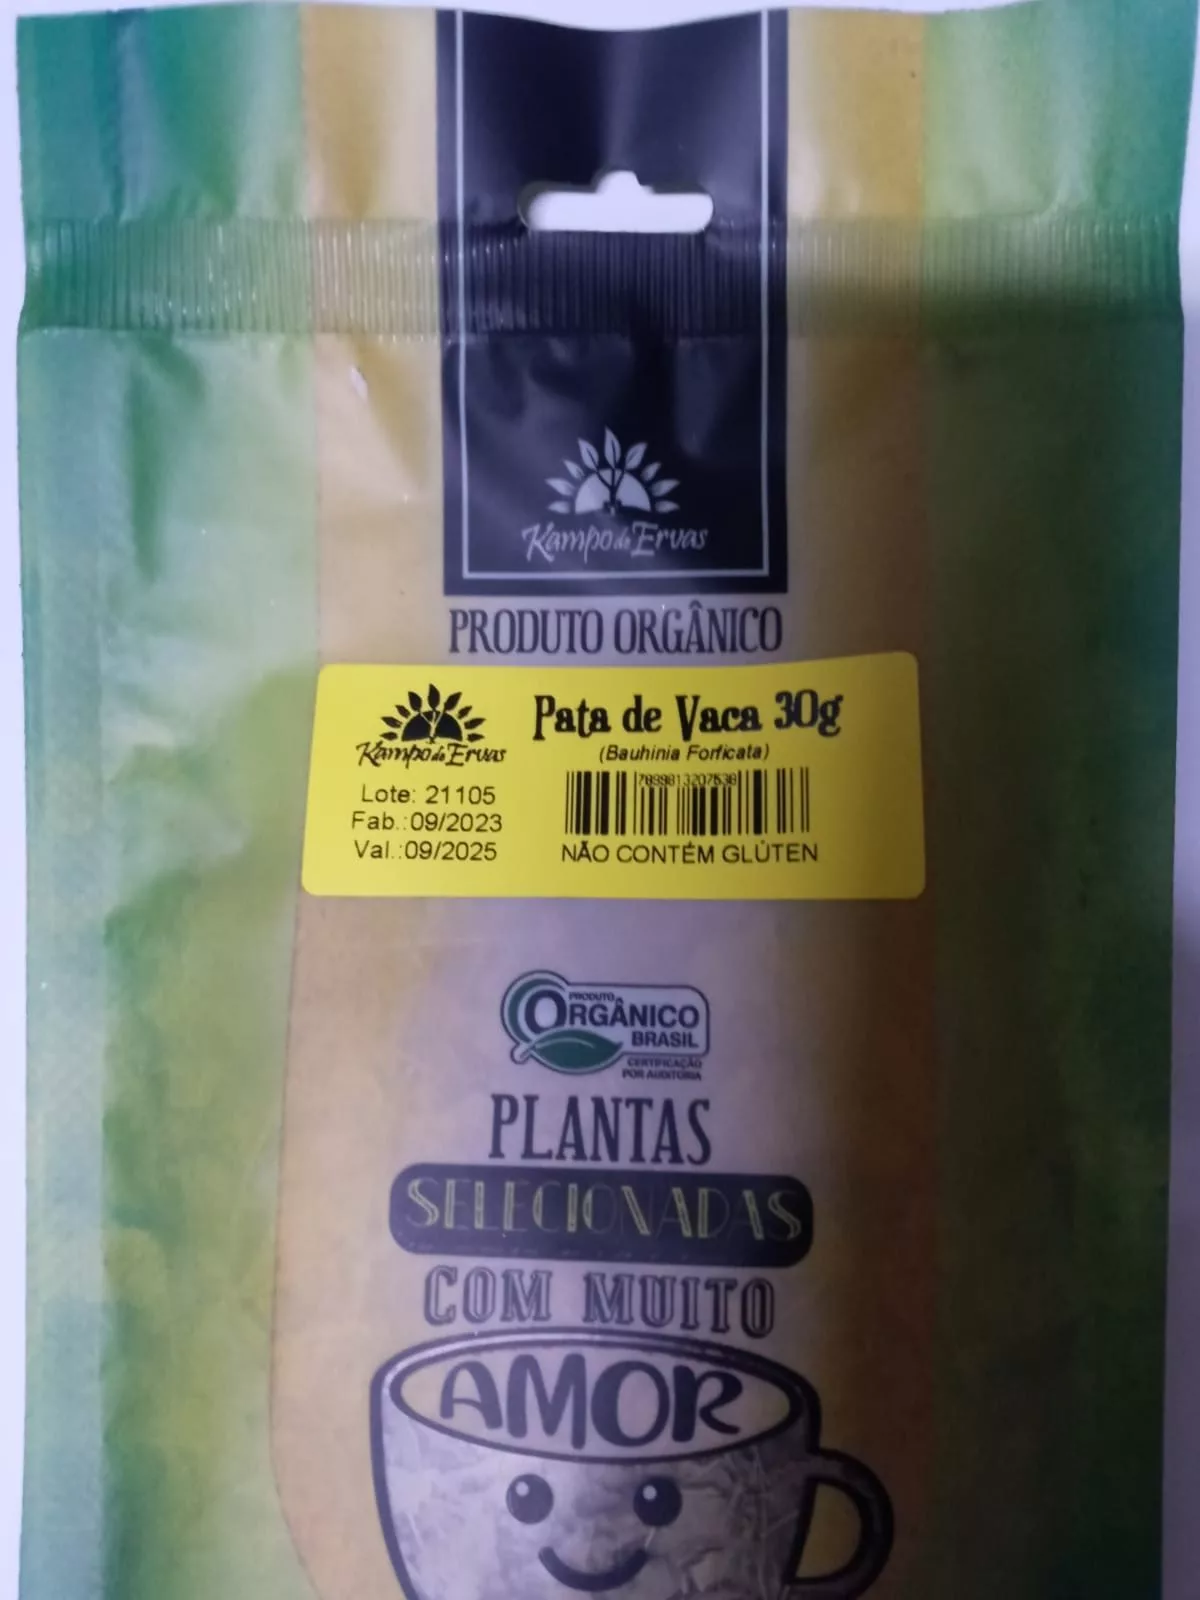 Kampo de Ervas
PRODUTO ORGÂNICO
Kampo de Ervas
Lote: 21105
Fab.:09/2023
Val.:09/2025
Pata de Vaca 30g
(Bauhinia Forficata)
7899813207538
NÃO CONTÉM GLÚTEN
PRODUTO
ORGÂNICO
BRASIL
CERTIFICAÇÃO
POR AUDITORIA
PLANTAS
SELECIONADAS
COM MUITO
AMOR